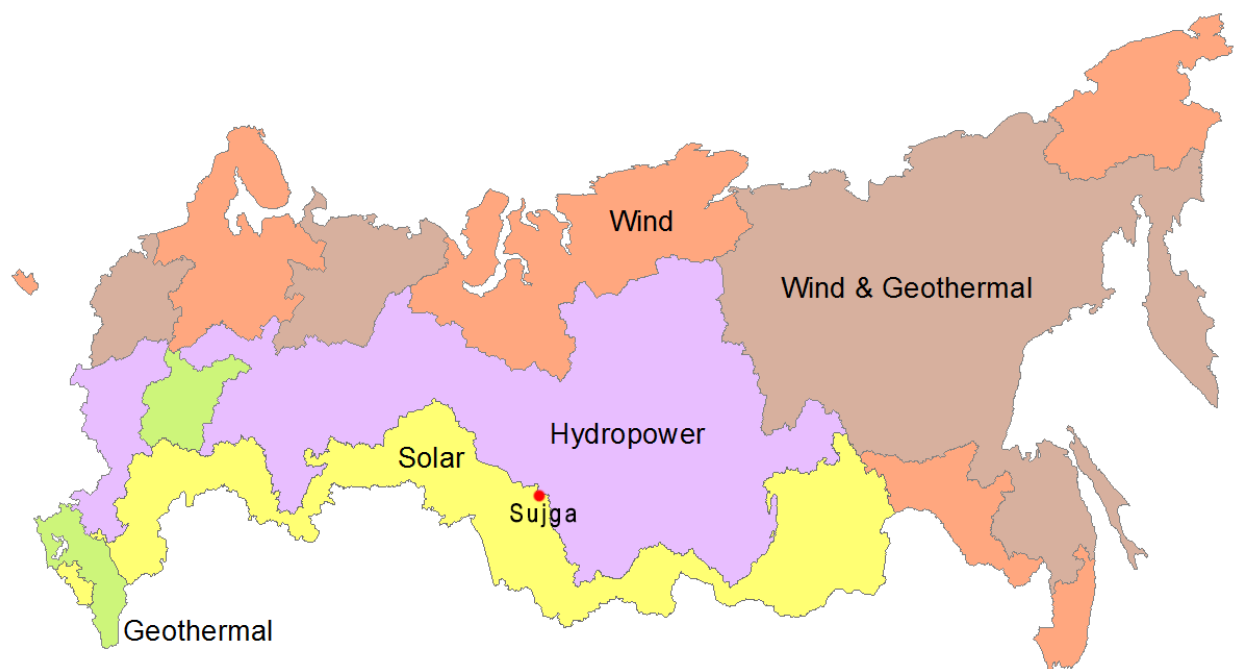 Wind
Wind & Geothermal
Hydropower
Solar
Sujga
Geothermal